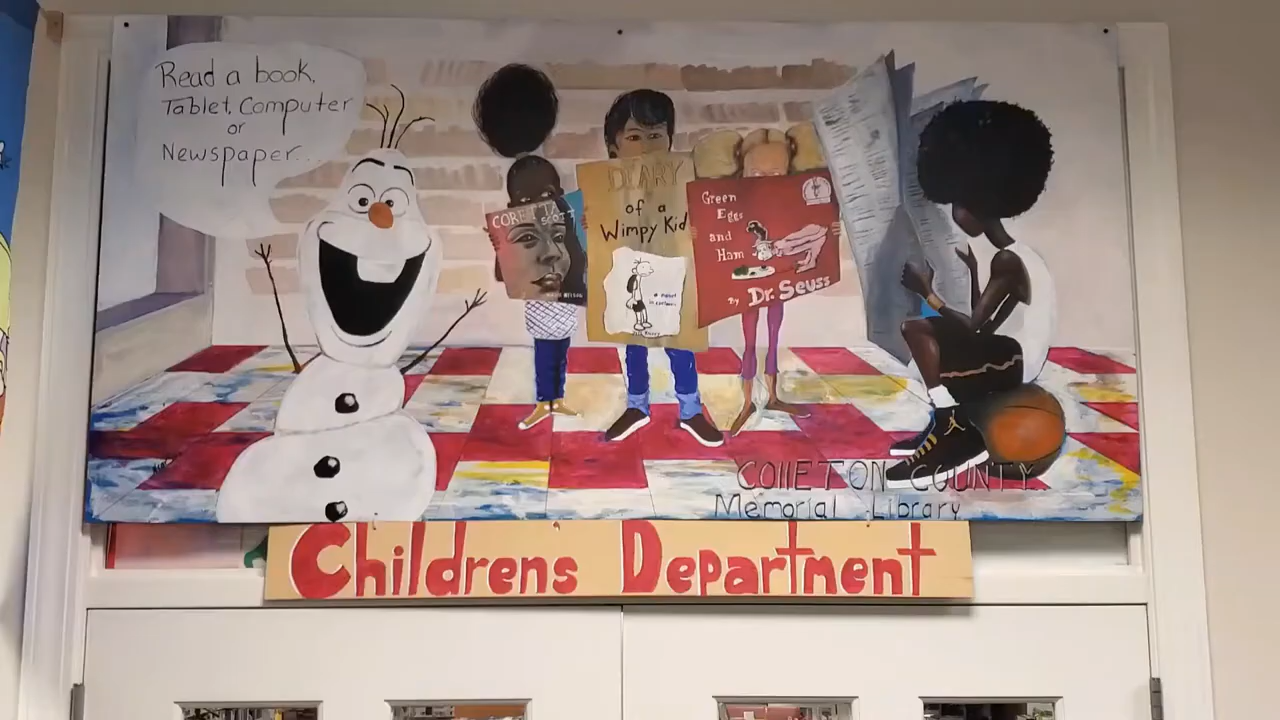 Read a book,
Tablet, Computer
or
Newspaper...
CORETTA
SCOTT
DIARY
of a
Wimpy Kid
Green
Eggs
and
Ham
By Dr. Seuss
COllETON COUNTY
Memorial Library
Childrens Department